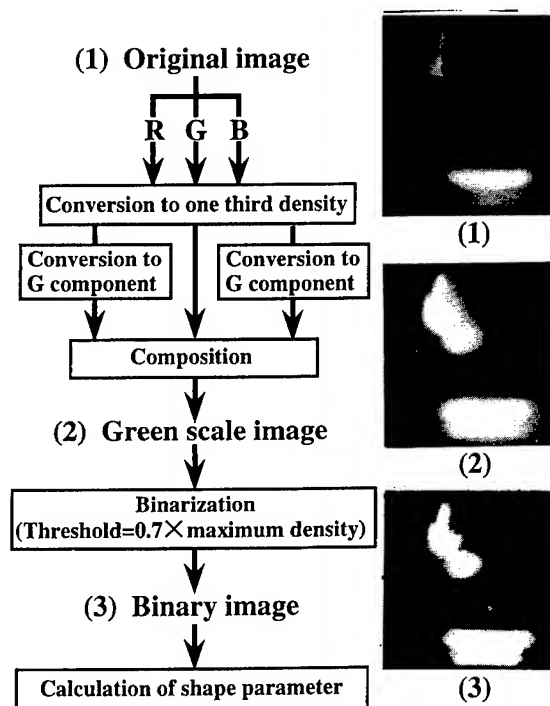 (1) Original image
R G B
Conversion to one third density
Conversion to
G component
Conversion to
G component
Composition
(2) Green scale image
Binarization
(Threshold=0.7×maximum density)
(3) Binary image
Calculation of shape parameter
(1)
(2)
(3)